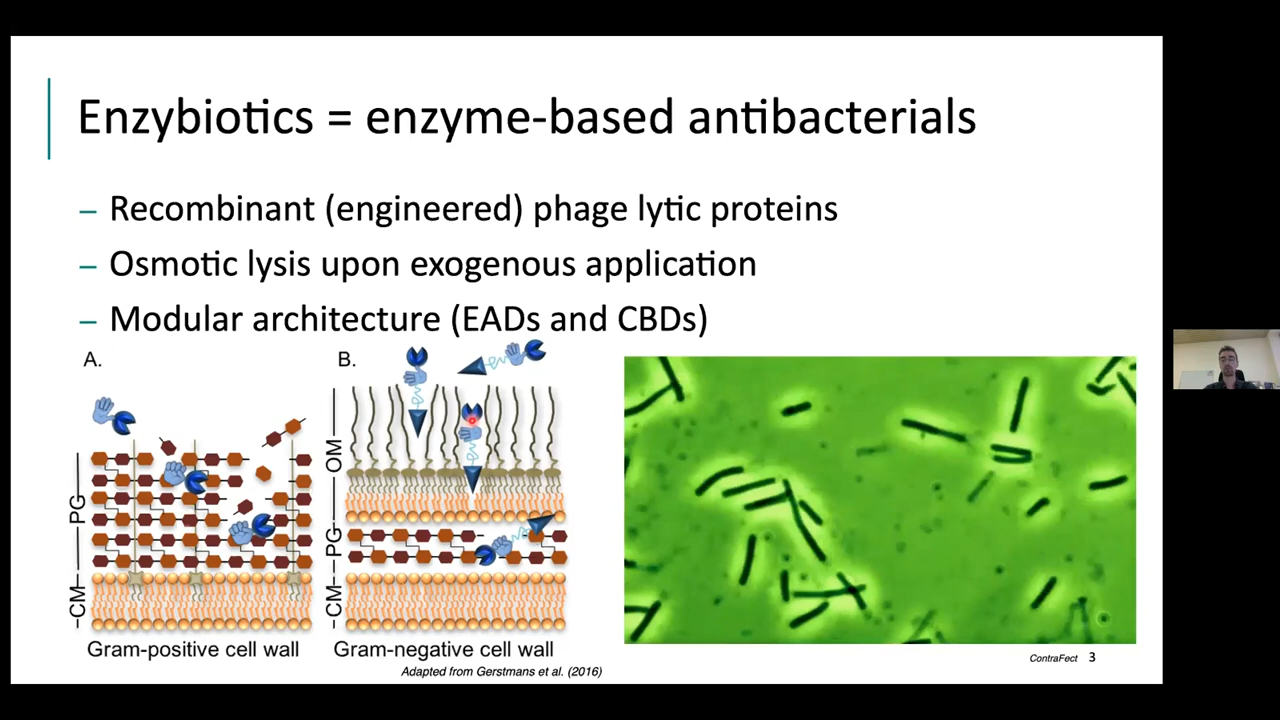 Enzybiotics = enzyme-based antibacterials
– Recombinant (engineered) phage lytic proteins
– Osmotic lysis upon exogenous application
– Modular architecture (EADs and CBDs)
A.
B.
CM
PG
CM
PG
OM
Gram-positive cell wall
Gram-negative cell wall
Adapted from Gerstmans et al. (2016)
ContraFect 3